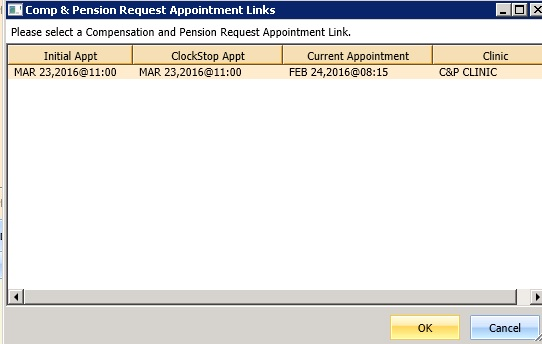 Comp & Pension Request Appointment Links
Please select a Compensation and Pension Request Appointment Link.
Initial Appt ClockStop Appt Current Appointment Clinic
MAR 23,2016@11:00 MAR 23,2016@11:00 FEB 24,2016@08:15 C&P CLINIC
OK Cancel